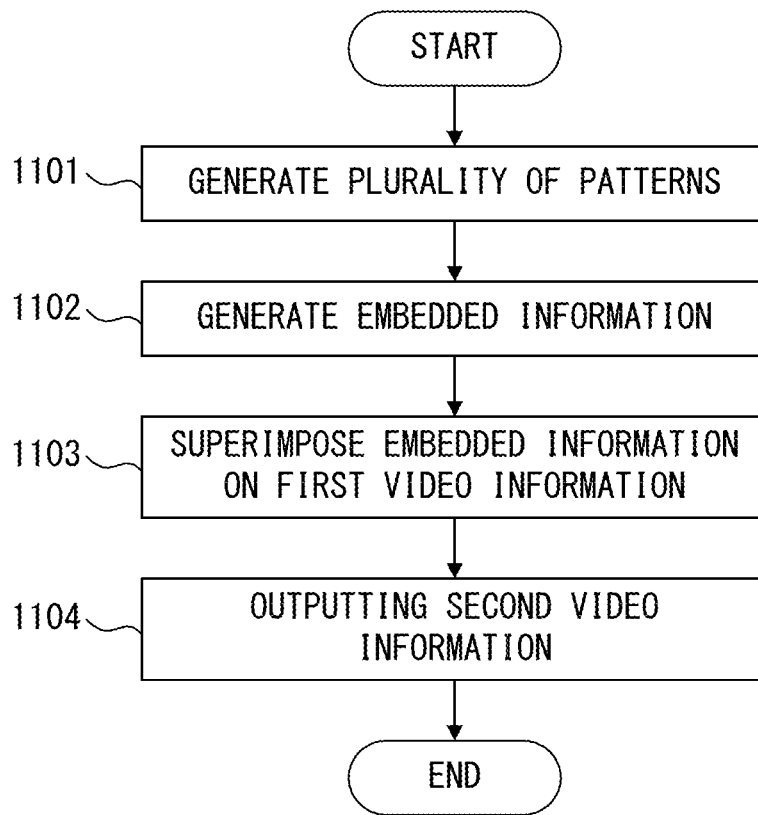 START
1101
GENERATE PLURALITY OF PATTERNS
1102
GENERATE EMBEDDED INFORMATION
1103
SUPERIMPOSE EMBEDDED INFORMATION
ON FIRST VIDEO INFORMATION
1104
OUTPUTTING SECOND VIDEO
INFORMATION
END